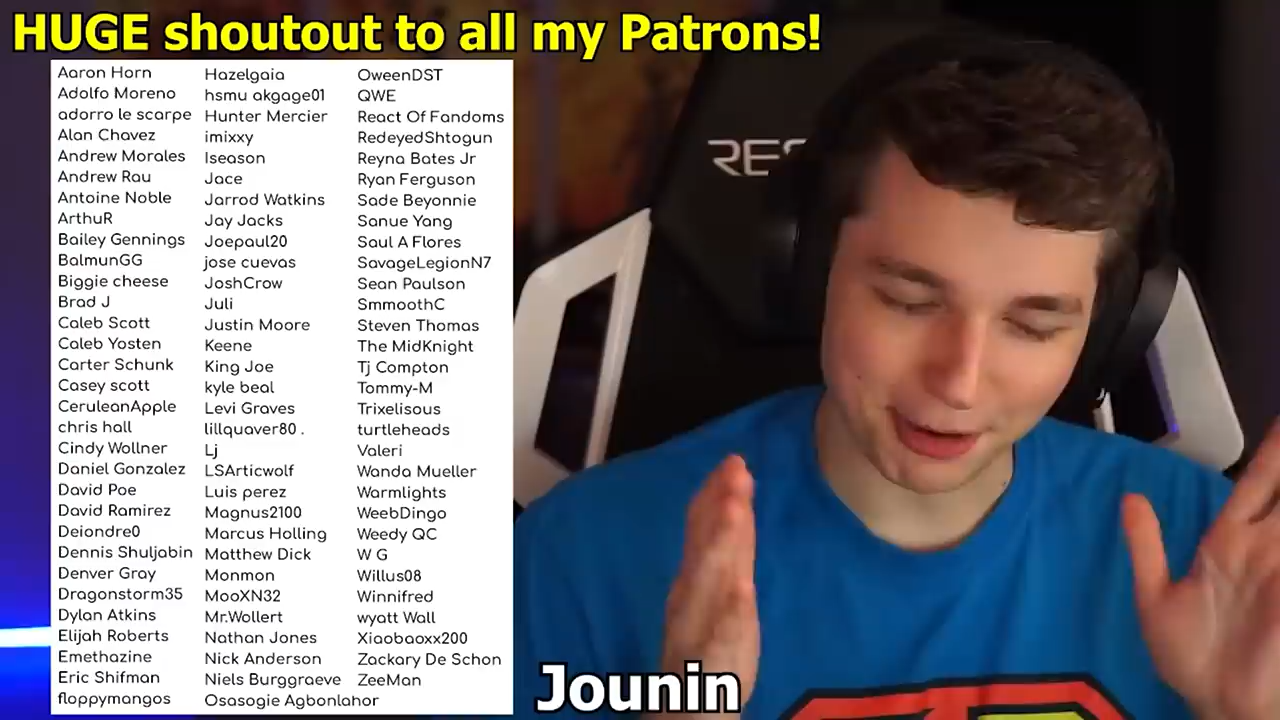 HUGE shoutout to all my Patrons!
Aaron Horn
Adolfo Moreno
adorro le scarpe
Alan Chavez
Andrew Morales
Andrew Rau
Antoine Noble
ArthuR
Bailey Gennings
BalmunGG
Biggie cheese
Brad J
Caleb Scott
Caleb Yosten
Carter Schunk
Casey scott
CeruleanApple
chris hall
Cindy Wollner
Daniel Gonzalez
David Poe
David Ramirez
Deiondre0
Dennis Shuljabin
Denver Gray
Dragonstorm35
Dylan Atkins
Elijah Roberts
Emethazine
Eric Shifman
floppymangos
Hazelgaia
hsmu akgage01
Hunter Mercier
imixxy
Iseason
Jace
Jarrod Watkins
Jay Jacks
Joepaul20
jose cuevas
JoshCrow
Juli
Justin Moore
Keene
King Joe
kyle beal
Levi Graves
lillquaver80 .
Lj
LSArticwolf
Luis perez
Magnus2100
Marcus Holling
Matthew Dick
Monmon
MooXN32
Mr.Wollert
Nathan Jones
Nick Anderson
Niels Burggraeve
Osasogie Agbonlahor
OweenDST
QWE
React Of Fandoms
RedeyedShtogun
Reyna Bates Jr
Ryan Ferguson
Sade Beyonnie
Sanue Yang
Saul A Flores
SavageLegionN7
Sean Paulson
SmmoothC
Steven Thomas
The MidKnight
Tj Compton
Tommy-M
Trixelisous
turtleheads
Valeri
Wanda Mueller
Warmlights
WeebDingo
Weedy QC
W G
Willus08
Winnifred
wyatt Wall
Xiaobaoxx200
Zackary De Schon
ZeeMan
Jounin